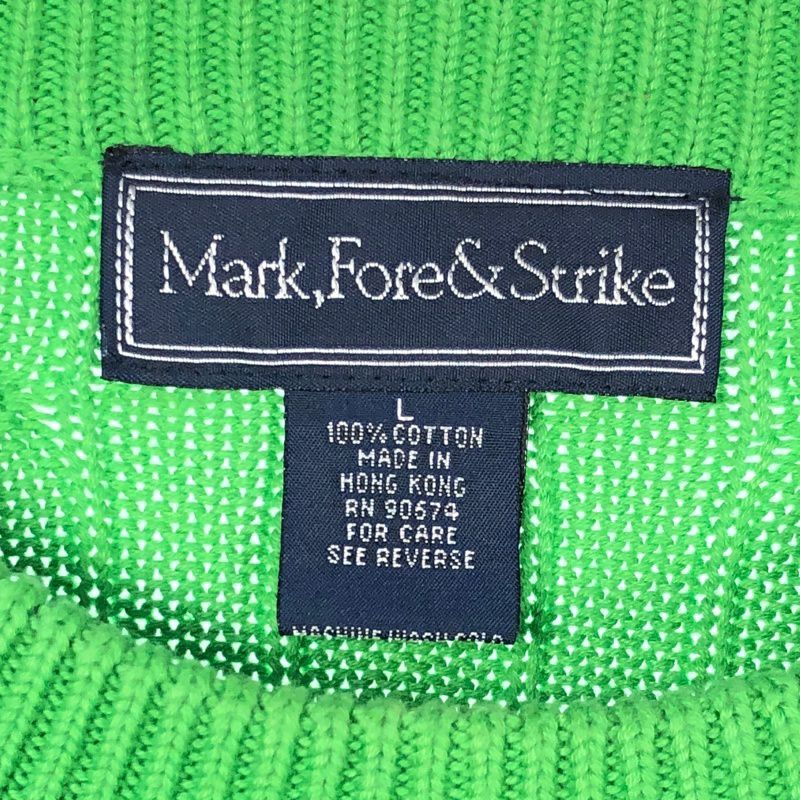 Mark, Fore & Strike
L
100% COTTON
MADE IN
HONG KONG
RN 90674
FOR CARE
SEE REVERSE